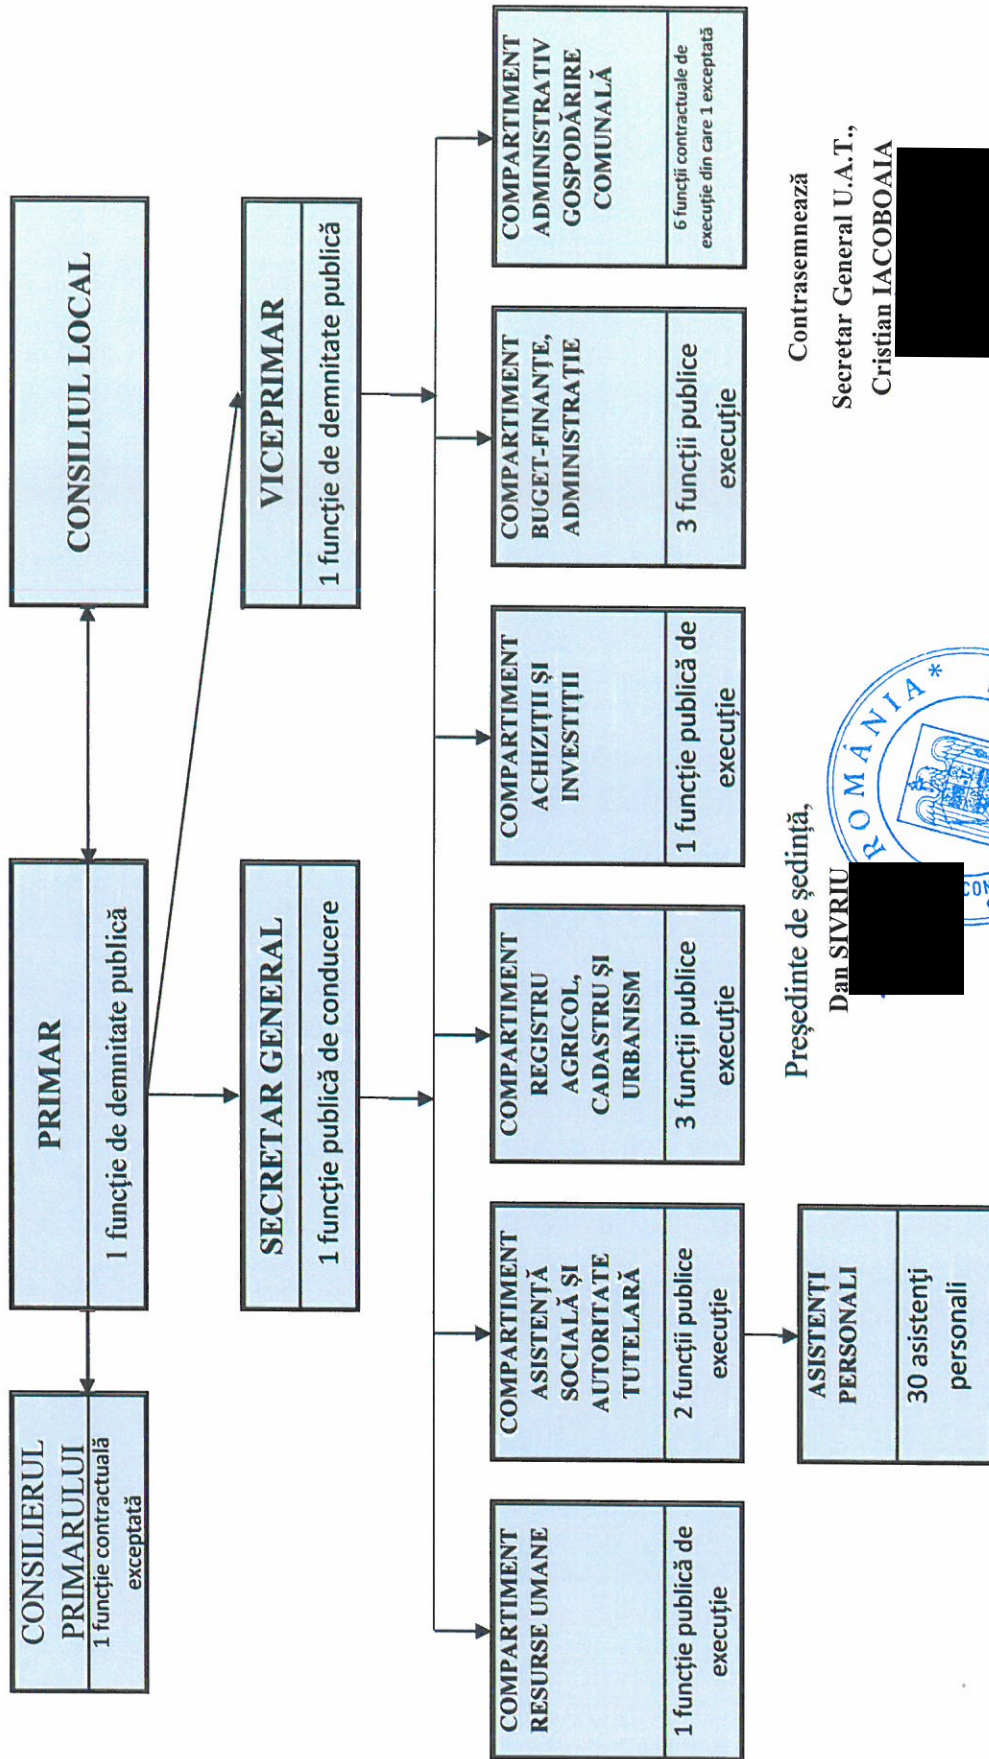 CONSILIERUL
PRIMARULUI
1 funcție contractuală
exceptată
PRIMAR
1 funcție de demnitate publică
CONSILIUL LOCAL
SECRETAR GENERAL
1 funcție publică de conducere
VICEPRIMAR
1 funcție de demnitate publică
COMPARTIMENT
RESURSE UMANE
1 funcție publică de
execuție
COMPARTIMENT
ASISTENȚĂ
SOCIALĂ ȘI
AUTORITATE
TUTELARĂ
2 funcții publice
execuție
COMPARTIMENT
REGISTRU
AGRICOL,
CADASTRU ȘI
URBANISM
3 funcții publice
execuție
COMPARTIMENT
ACHIZIȚII ȘI
INVESTIȚII
1 funcție publică de
execuție
COMPARTIMENT
BUGET-FINANȚE,
ADMINISTRAȚIE
3 funcții publice
execuție
COMPARTIMENT
ADMINISTRATIV
GOSPODĂRIRE
COMUNALĂ
6 funcții contractuale de
execuție din care 1 exceptată
ASISTENȚI
PERSONALI
30 asistenți
personali
Președinte de ședință,
Dan SIVRIU
ROMÂNIA *
Contrasemnează
Secretar General U.A.T.,
Cristian IACOBOAIA